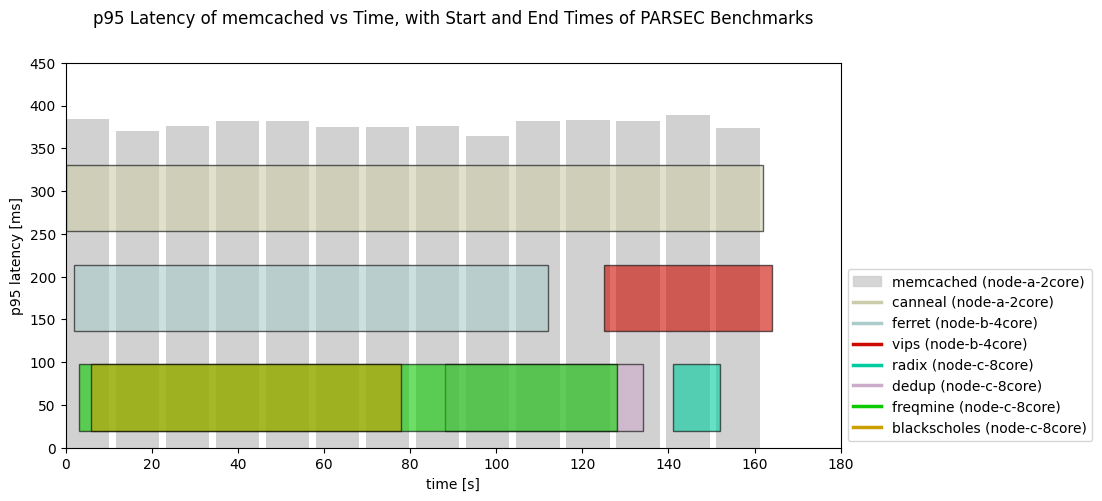 p95 Latency of memcached vs Time, with Start and End Times of PARSEC Benchmarks
450
400
350
300
250
200
150
100
50
0
p95 latency [ms]
0 20 40 60 80 100 120 140 160 180
time [s]
memcached (node-a-2core)
canneal (node-a-2core)
ferret (node-b-4core)
vips (node-b-4core)
radix (node-c-8core)
dedup (node-c-8core)
freqmine (node-c-8core)
blackscholes (node-c-8core)